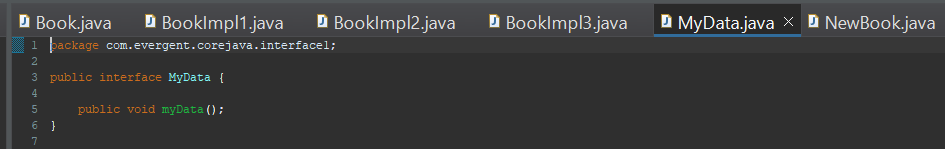 Book.java BookImpl1.java BookImpl2.java BookImpl3.java MyData.java × NewBook.java
1 package com.evergent.corejava.interface1;
2
3 public interface MyData {
4
5 public void myData();
6 }
7